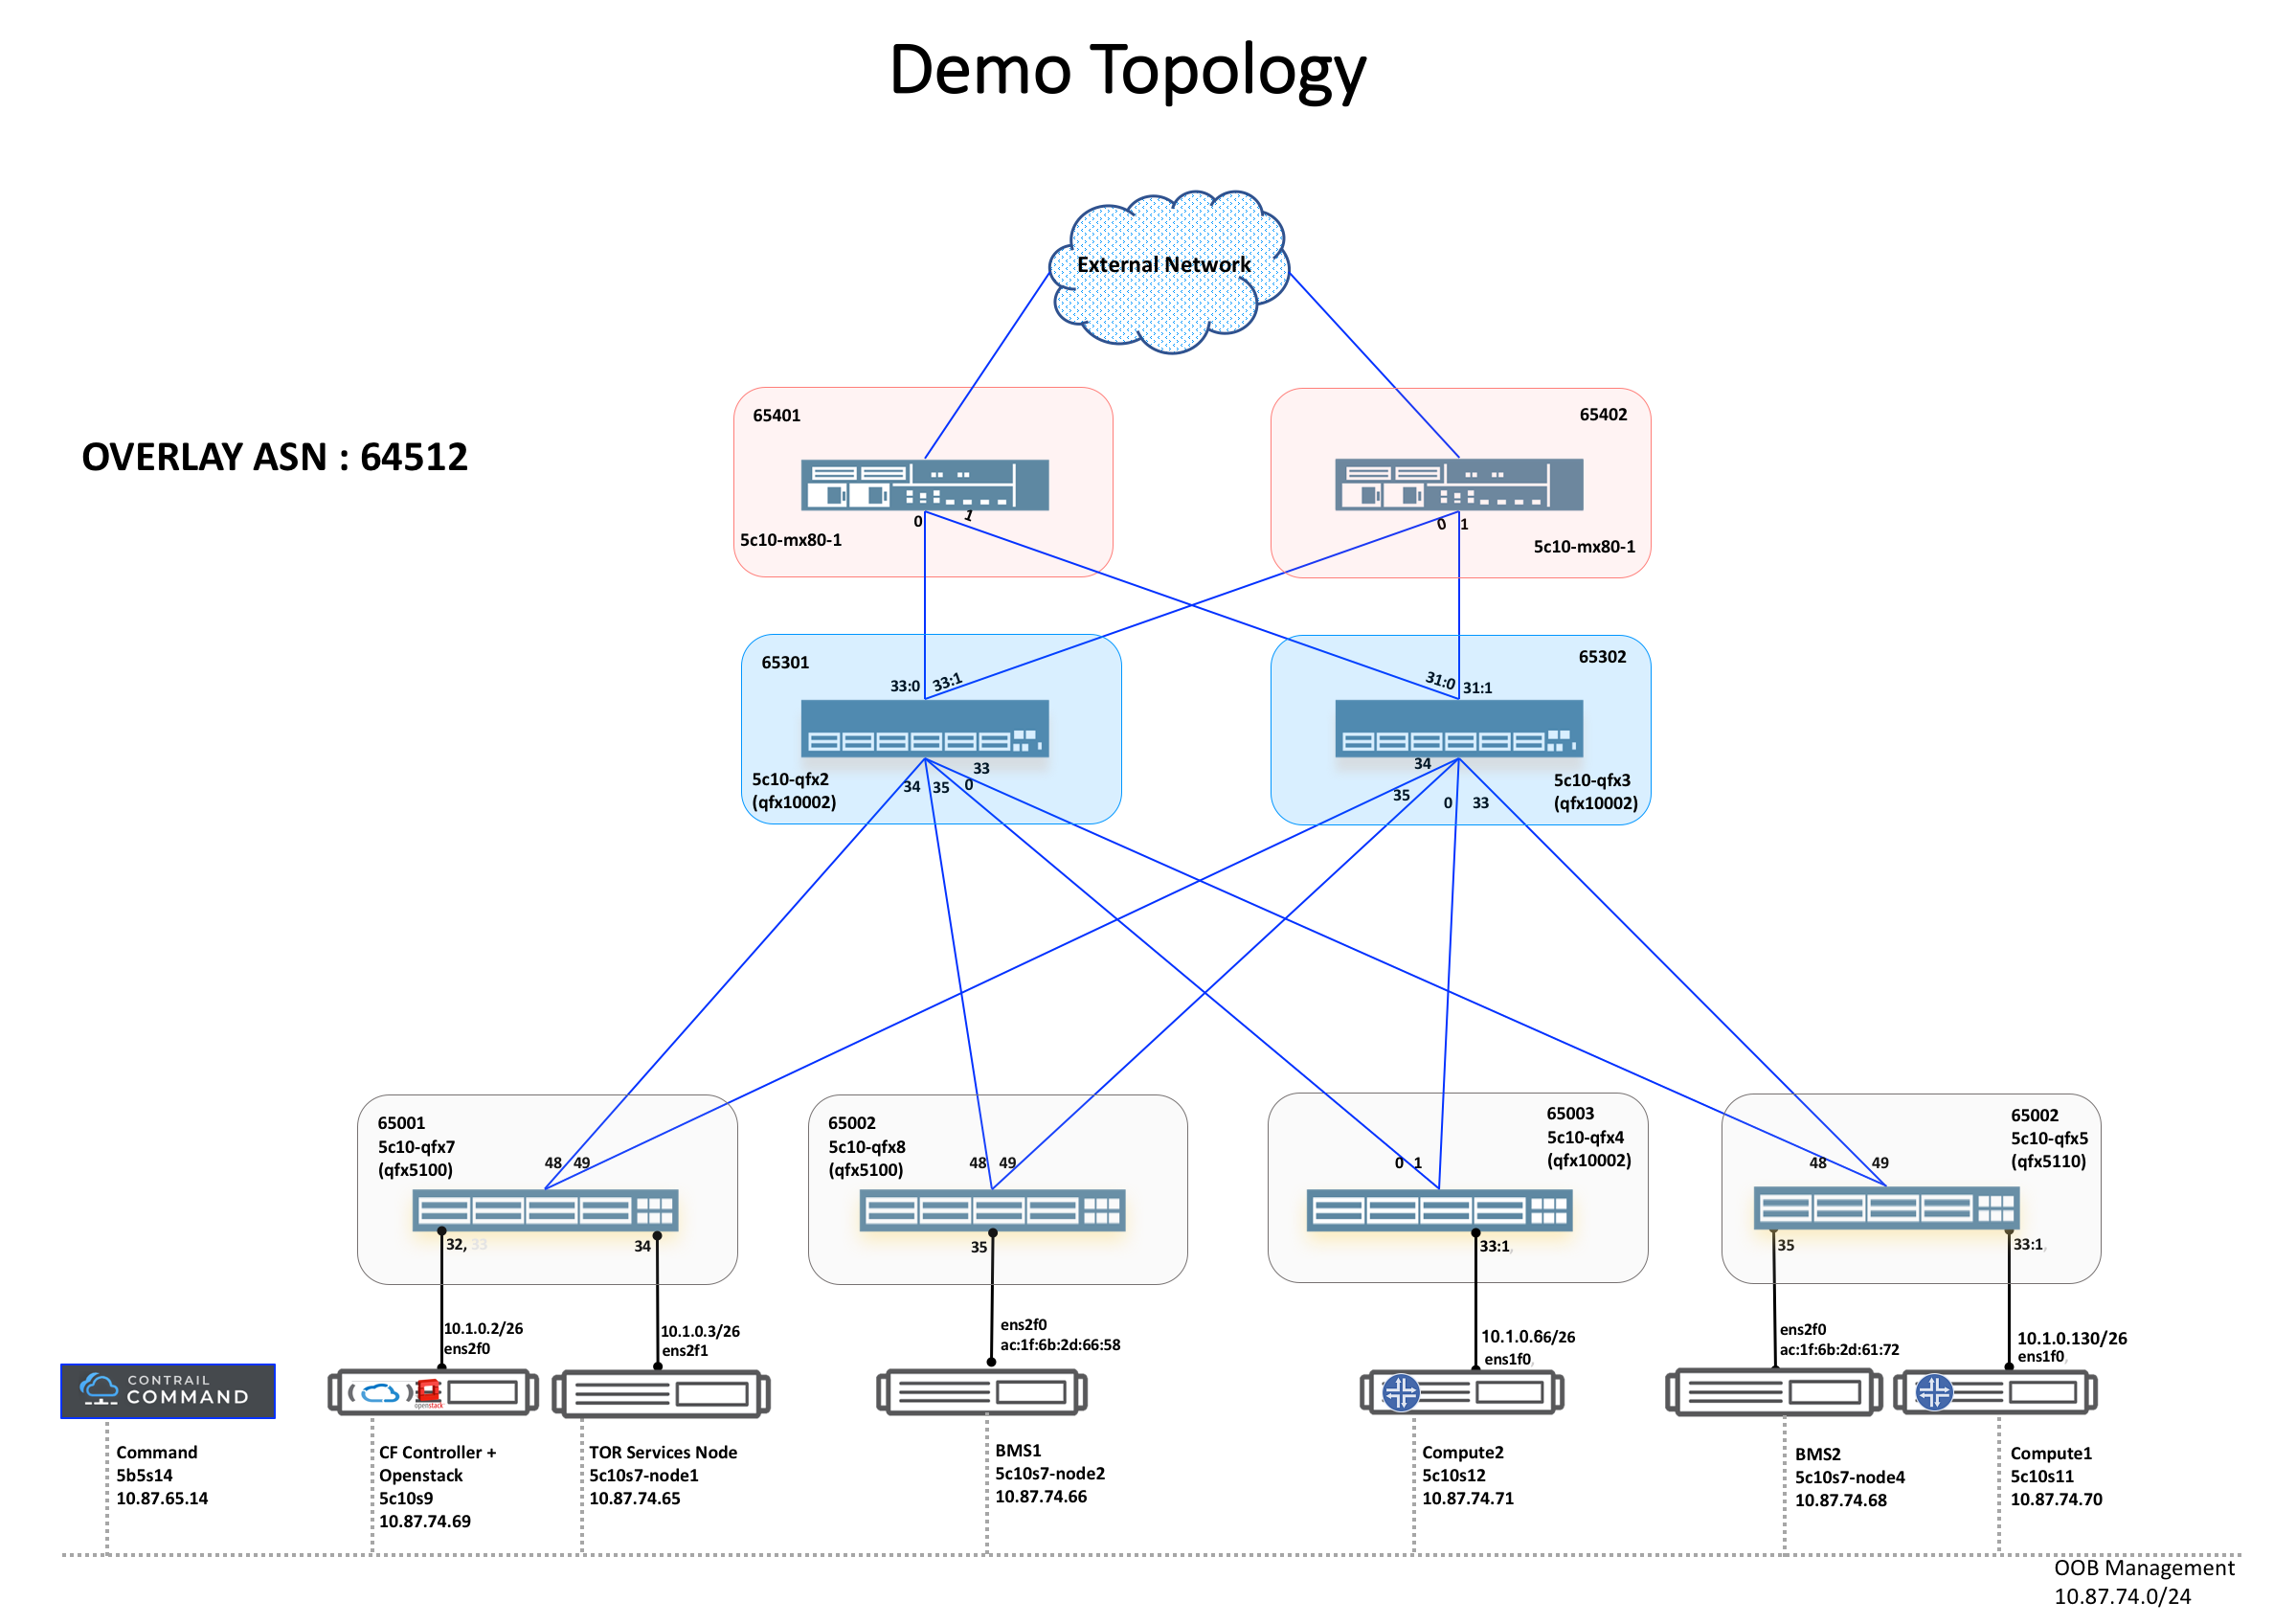 Demo Topology
External Network
65401
65402
OVERLAY ASN : 64512
0
1
0
1
5c10-mx80-1
5c10-mx80-1
65301
65302
33:0
33:1
31:0
31:1
33
34
5c10-qfx2
(qfx10002)
34
35
0
35
0
33
5c10-qfx3
(qfx10002)
65001
5c10-qfx7
(qfx5100)
48
49
65002
5c10-qfx8
(qfx5100)
48
49
65003
5c10-qfx4
(qfx10002)
0
1
65002
5c10-qfx5
(qfx5110)
48
49
32, 33
34
35
33:1,
35
33:1,
10.1.0.2/26
ens2f0
10.1.0.3/26
ens2f1
ens2f0
ac:1f:6b:2d:66:58
10.1.0.66/26
ens1f0,
ens2f0
ac:1f:6b:2d:61:72
10.1.0.130/26
ens1f0,
CONTRAIL
COMMAND
openstack
Command
5b5s14
10.87.65.14
CF Controller +
Openstack
5c10s9
10.87.74.69
TOR Services Node
5c10s7-node1
10.87.74.65
BMS1
5c10s7-node2
10.87.74.66
Compute2
5c10s12
10.87.74.71
BMS2
5c10s7-node4
10.87.74.68
Compute1
5c10s11
10.87.74.70
OOB Management
10.87.74.0/24